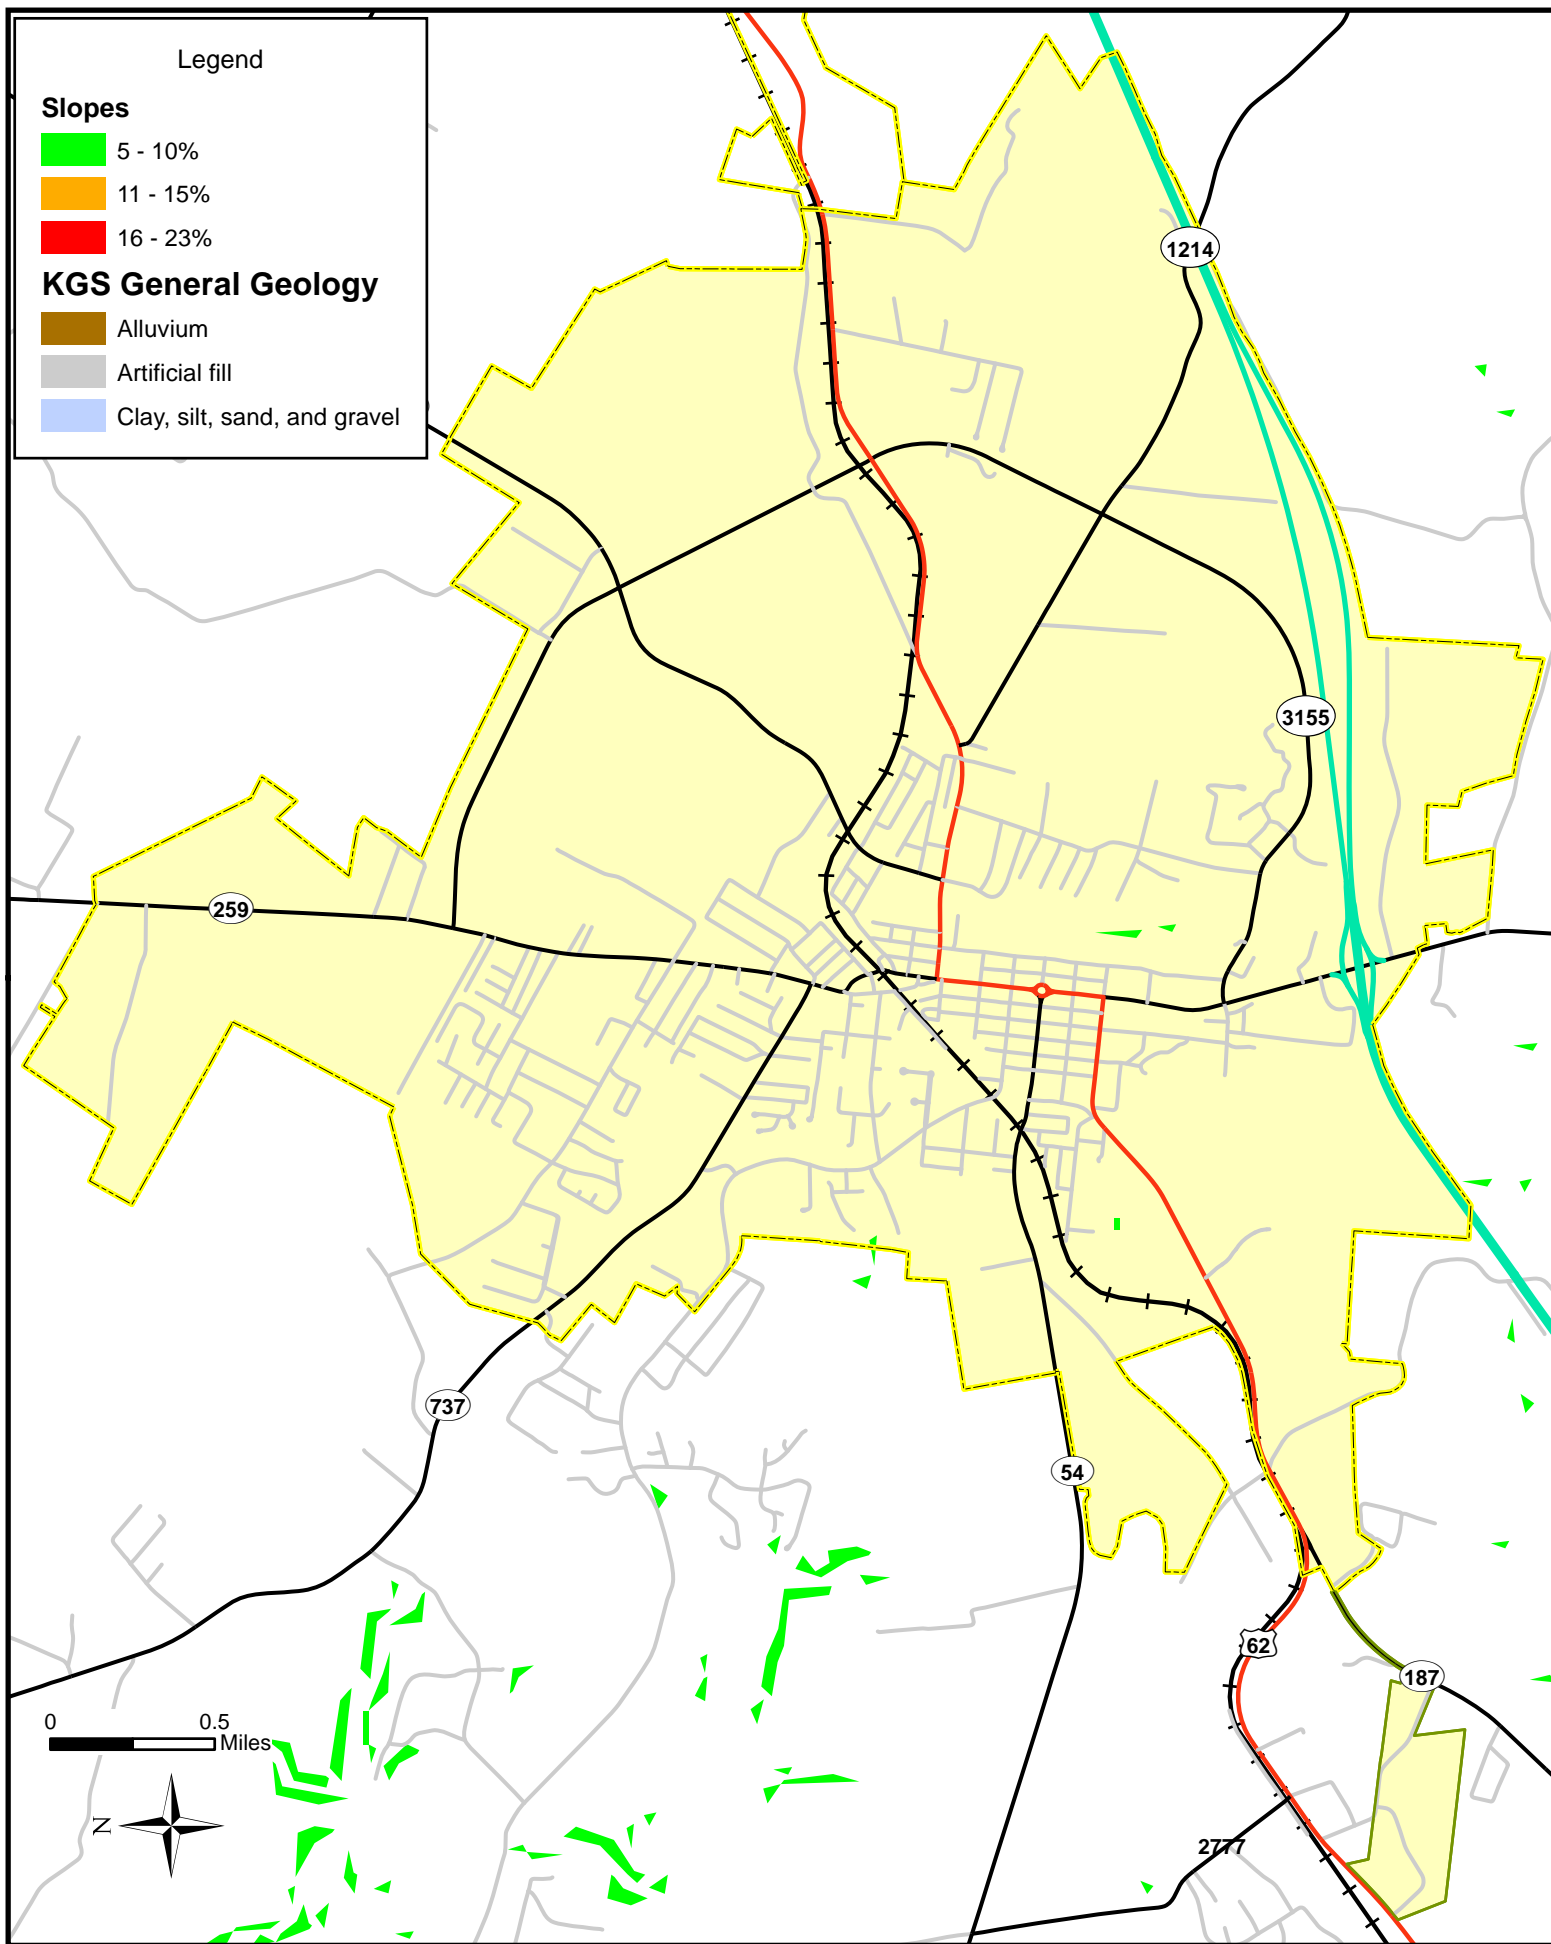 Legend
Slopes
5 - 10%
11 - 15%
16 - 23%
KGS General Geology
Alluvium
Artificial fill
Clay, silt, sand, and gravel
1214
3155
259
737
54
62
187
0 0.5
Miles
N
2777